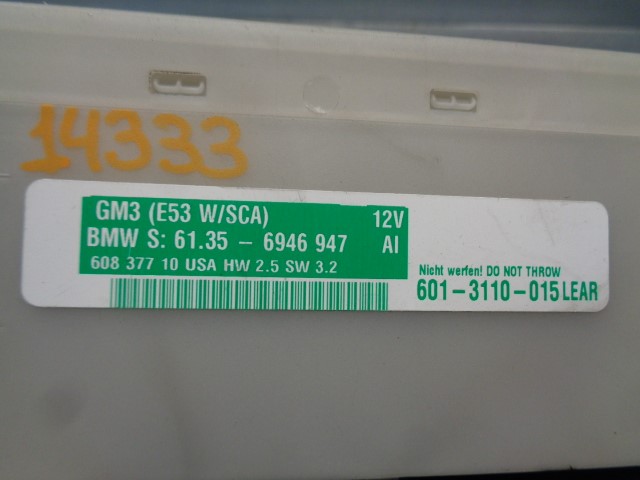 14333
GM3 (E53 W/SCA) 12V
BMW S: 61.35 - 6946 947 AI
608 377 10 USA HW 2.5 SW 3.2
Nicht werfen! DO NOT THROW
601-3110-015 LEAR